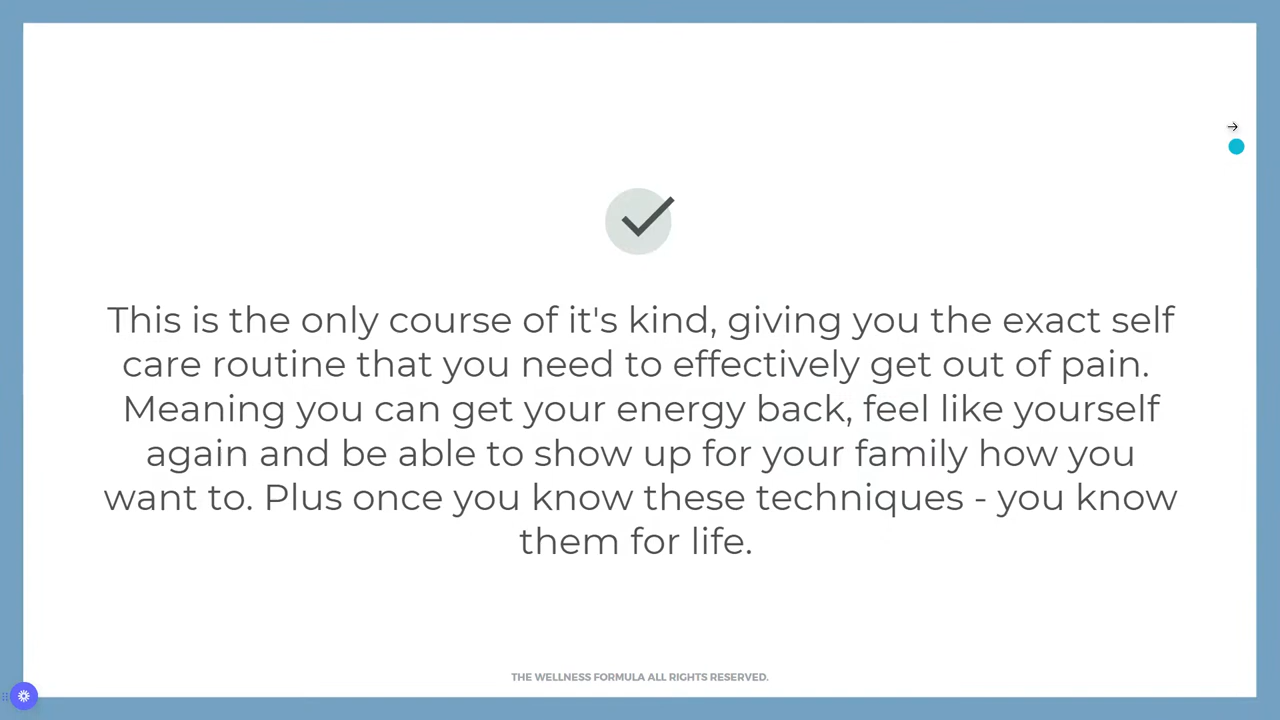 This is the only course of it's kind, giving you the exact self
care routine that you need to effectively get out of pain.
Meaning you can get your energy back, feel like yourself
again and be able to show up for your family how you
want to. Plus once you know these techniques - you know
them for life.
THE WELLNESS FORMULA ALL RIGHTS RESERVED.